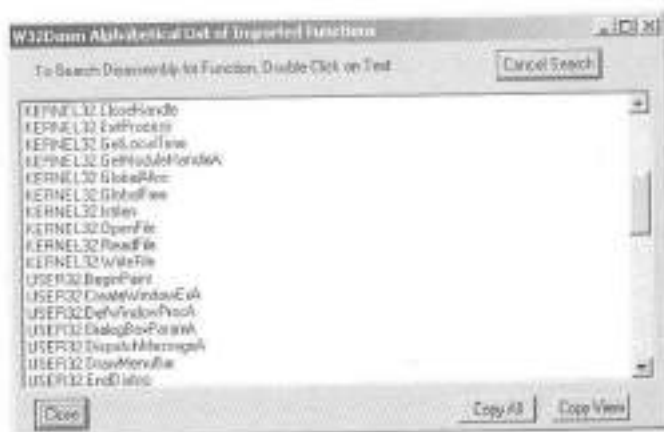 W32Dasm Alphabetical List of Imported Functions
To Search Disassembly for Function, Double Click on Text
Cancel Search
KERNEL32.CloseHandle
KERNEL32.ExitProcess
KERNEL32.GetLocalTime
KERNEL32.GetModuleHandleA
KERNEL32.GlobalAlloc
KERNEL32.GlobalFree
KERNEL32.lstrlen
KERNEL32.OpenFile
KERNEL32.ReadFile
KERNEL32.WriteFile
USER32.BeginPaint
USER32.CreateWindowExA
USER32.DefWindowProcA
USER32.DialogBoxParamA
USER32.DispatchMessageA
USER32.DrawMenuBar
USER32.EndDialog
Close
Copy All
Copy View